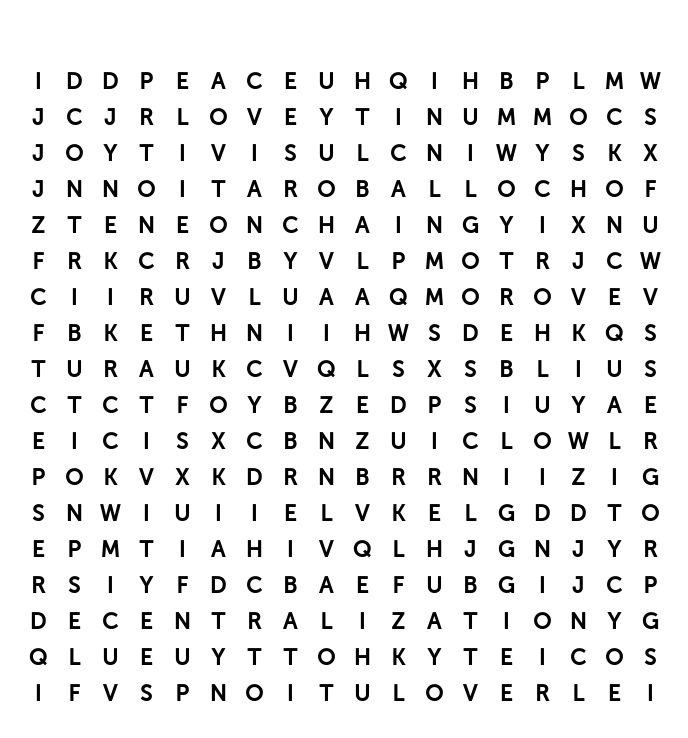 I D D P E A C E U H Q I H B P L M W
J C J R L O V E Y T I N U M M O C S
J O Y T I V I S U L C N I W Y S K X
J N N O I T A R O B A L L O C H O F
Z T E N E O N C H A I N G Y I X N U
F R K C R J B Y V L P M O T R J C W
C I I R U V L U A A Q M O R O V E V
F B K E T H N I I H W S D E H K Q S
T U R A U K C V Q L S X S B L I U S
C T C T F O Y B Z E D P S I U Y A E
E I C I S X C B N Z U I C L O W L R
P O K V X K D R N B R R N I I Z I G
S N W I U I I E L V K E L G D D T O
E P M T I A H I V Q L H J G N J Y R
R S I Y F D C B A E F U B G I J C P
D E C E N T R A L I Z A T I O N Y G
Q L U E U Y T T O H K Y T E I C O S
I F V S P N O I T U L O V E R L E I